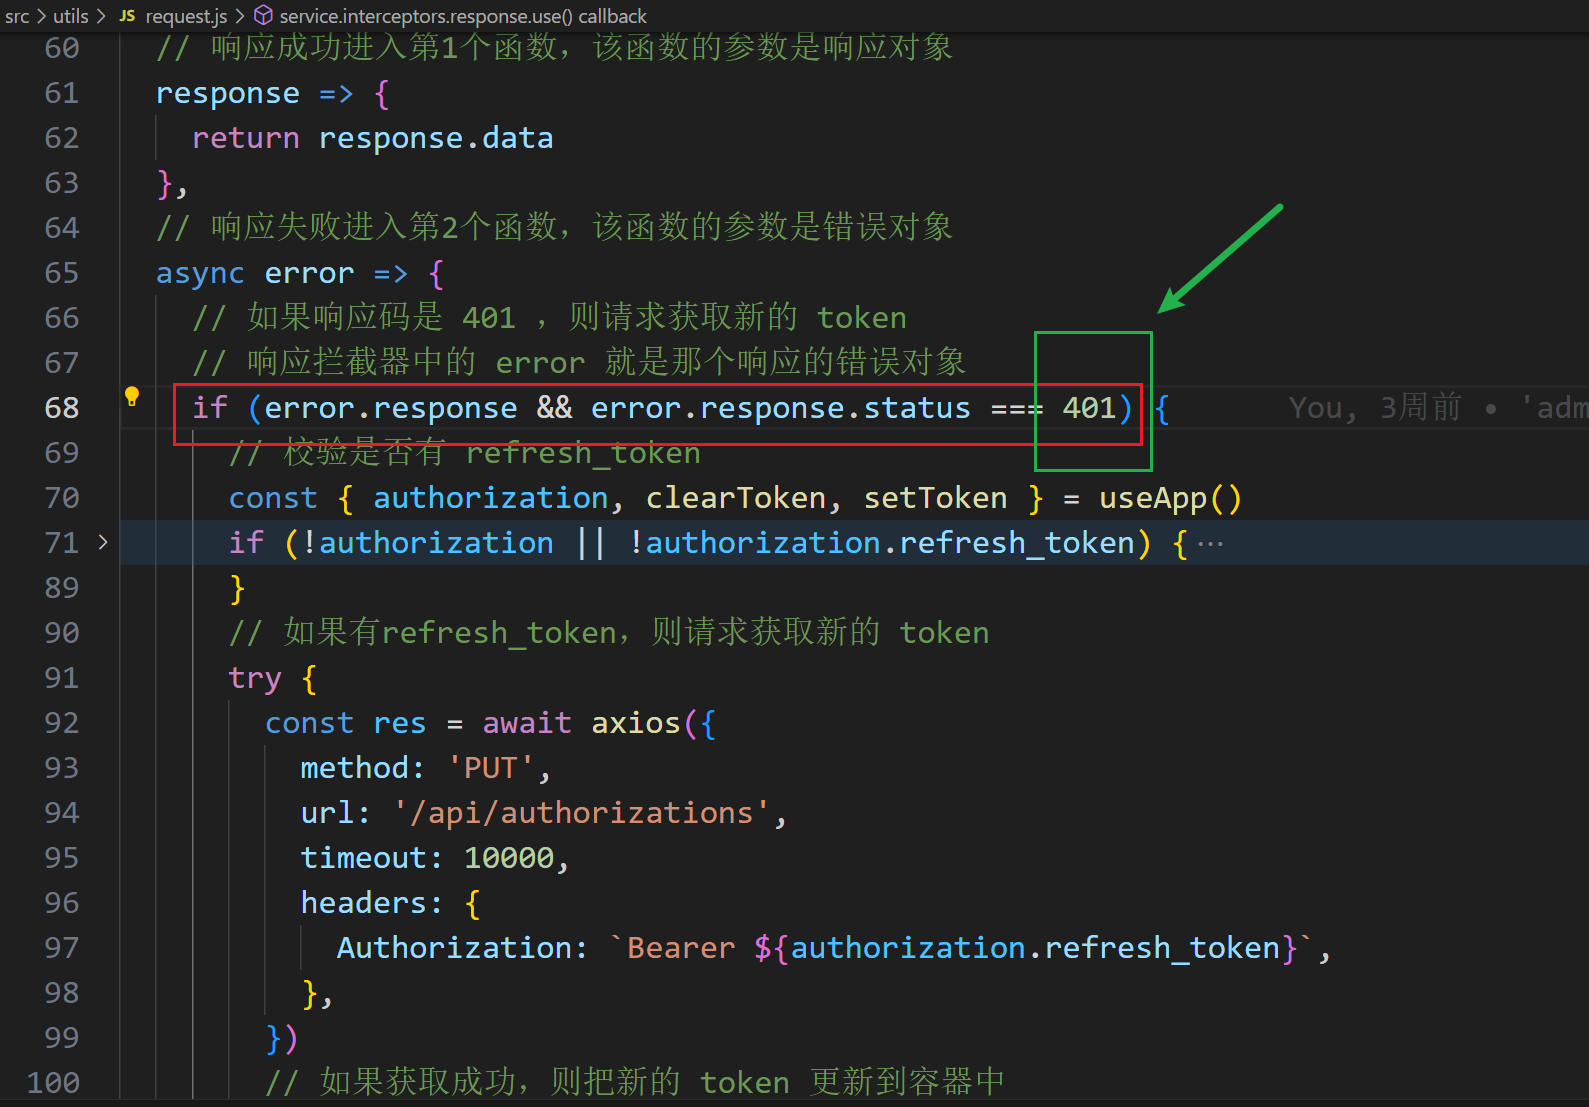 src > utils > JS request.js > service.interceptors.response.use() callback
60 // 响应成功进入第1个函数，该函数的参数是响应对象
61 response => {
62 return response.data
63 },
64 // 响应失败进入第2个函数，该函数的参数是错误对象
65 async error => {
66 // 如果响应码是 401 ，则请求获取新的 token
67 // 响应拦截器中的 error 就是那个响应的错误对象
68 if (error.response && error.response.status === 401) { You, 3周前 • 'adm
69 // 校验是否有 refresh_token
70 const { authorization, clearToken, setToken } = useApp()
71 if (!authorization || !authorization.refresh_token) {…
89 }
90 // 如果有refresh_token，则请求获取新的 token
91 try {
92 const res = await axios({
93 method: 'PUT',
94 url: '/api/authorizations',
95 timeout: 10000,
96 headers: {
97 Authorization: `Bearer ${authorization.refresh_token}`,
98 },
99 })
100 // 如果获取成功，则把新的 token 更新到容器中